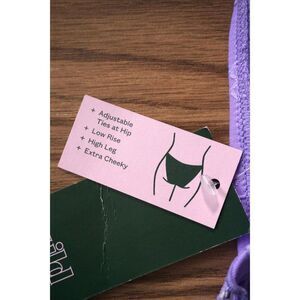 + Adjustable
Ties at Hip
+ Low Rise
+ High Leg
+ Extra Cheeky